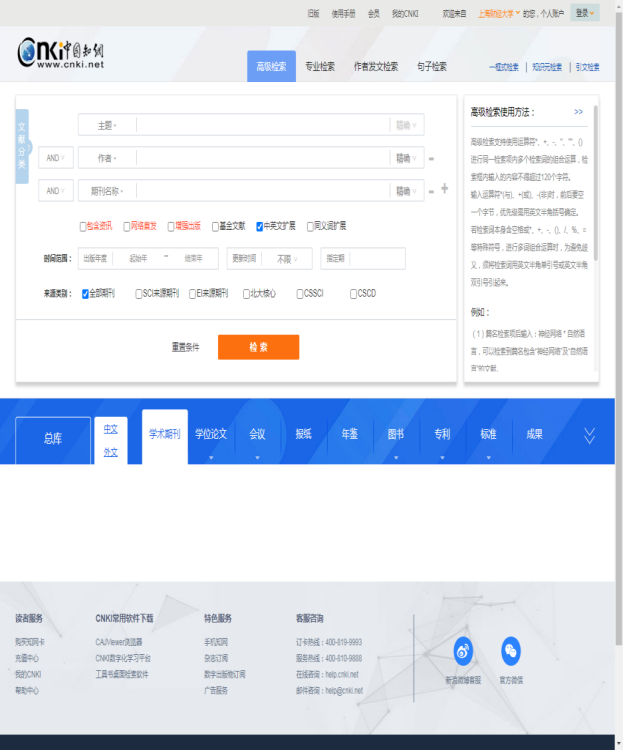 旧版 使用手册 会员 我的CNKI 欢迎来自 上海财经大学 的您，个人账户 登录
cnki 中国知网
www.cnki.net
高级检索 专业检索 作者发文检索 句子检索 一框式检索 | 知识元检索 | 引文检索
文献分类
主题 精确
AND 作者 精确 －
AND 期刊名称 精确 － ＋
包含资讯 网络首发 增强出版 基金文献 中英文扩展 同义词扩展
时间范围： 出版年度 起始年 — 结束年 更新时间 不限 指定期
来源类别： 全部期刊 SCI来源期刊 EI来源期刊 北大核心 CSSCI CSCD
重置条件 检索
高级检索使用方法： >>
高级检索支持使用运算符*、+、-、''、""、()
进行同一检索项内多个检索词的组合运算，检
索框内输入的内容不得超过120个字符。
输入运算符*(与)、+(或)、-(非)时，前后要空
一个字节，优先级需用英文半角括号确定。
若检索词本身含空格或*、+、-、()、/、%、=
等特殊符号，进行多词组合运算时，为避免歧
义，须将检索词用英文半角单引号或英文半角
双引号引起来。
例如：
（1）篇名检索项后输入：神经网络 * 自然语
言，可以检索到篇名包含"神经网络"及"自然语
言"的文献。
总库 中文 外文 学术期刊 学位论文 会议 报纸 年鉴 图书 专利 标准 成果
读者服务 CNKI常用软件下载 特色服务 客服咨询
购买知网卡 CAJViewer浏览器 手机知网 订卡热线：400-819-9993
充值中心 CNKI数字化学习平台 杂志订阅 服务热线：400-810-9888
我的CNKI 工具书桌面检索软件 数字出版物订阅 在线咨询：help.cnki.net
帮助中心 广告服务 邮件咨询：help@cnki.net
新浪微博客服 官方微信